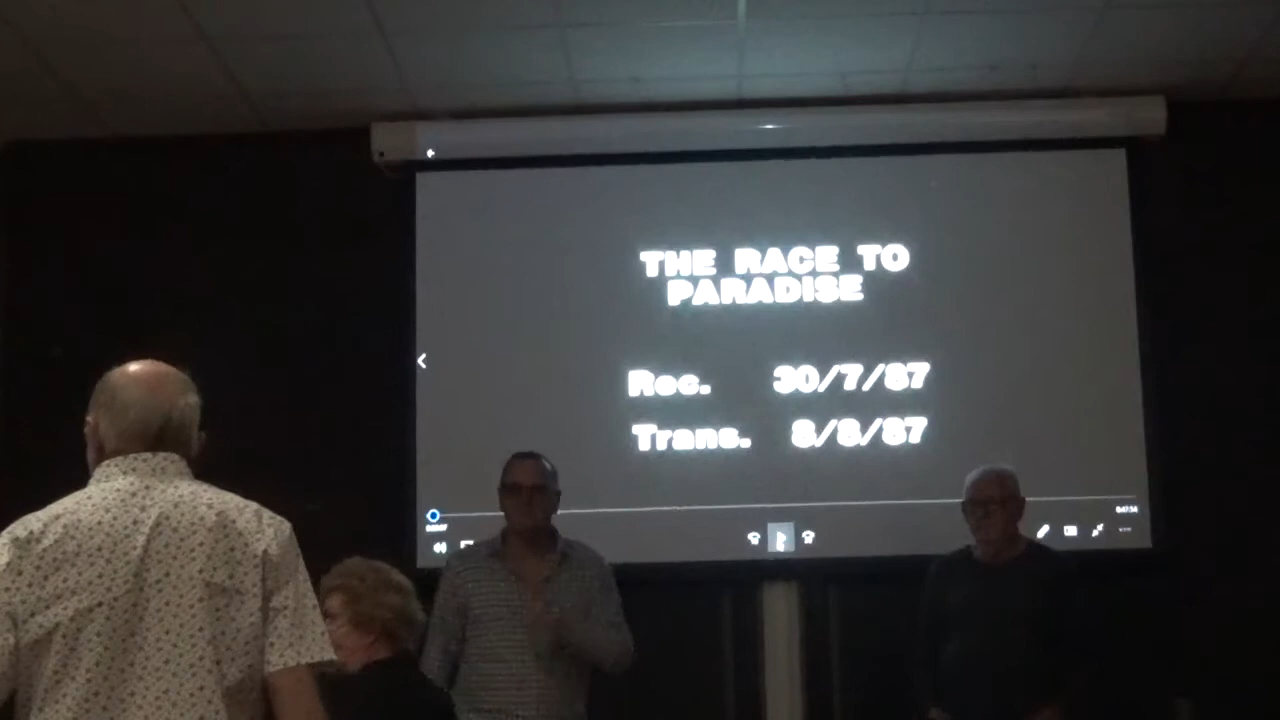 THE RACE TO
PARADISE
Rec. 30/7/87
Trans. 8/8/87